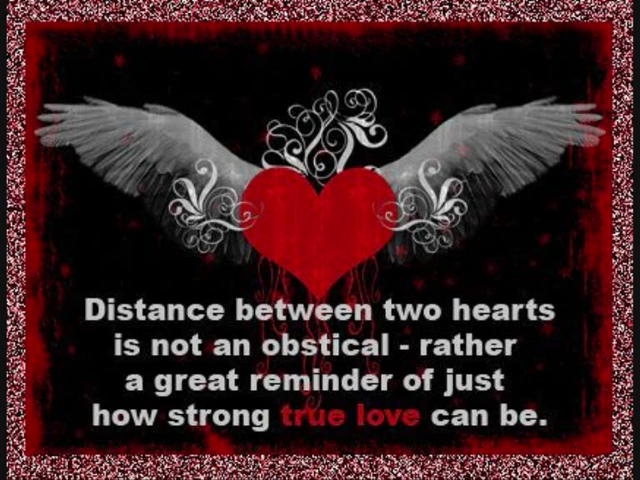 Distance between two hearts
is not an obstical - rather
a great reminder of just
how strong true love can be.